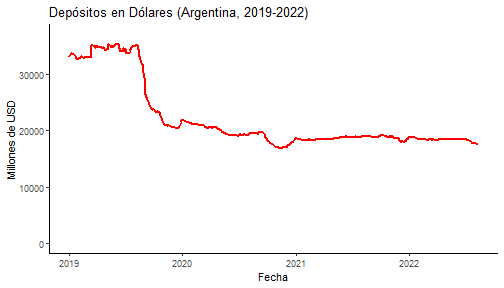 Depósitos en Dólares (Argentina, 2019-2022)
Millones de USD
30000
20000
10000
0
2019 2020 2021 2022
Fecha